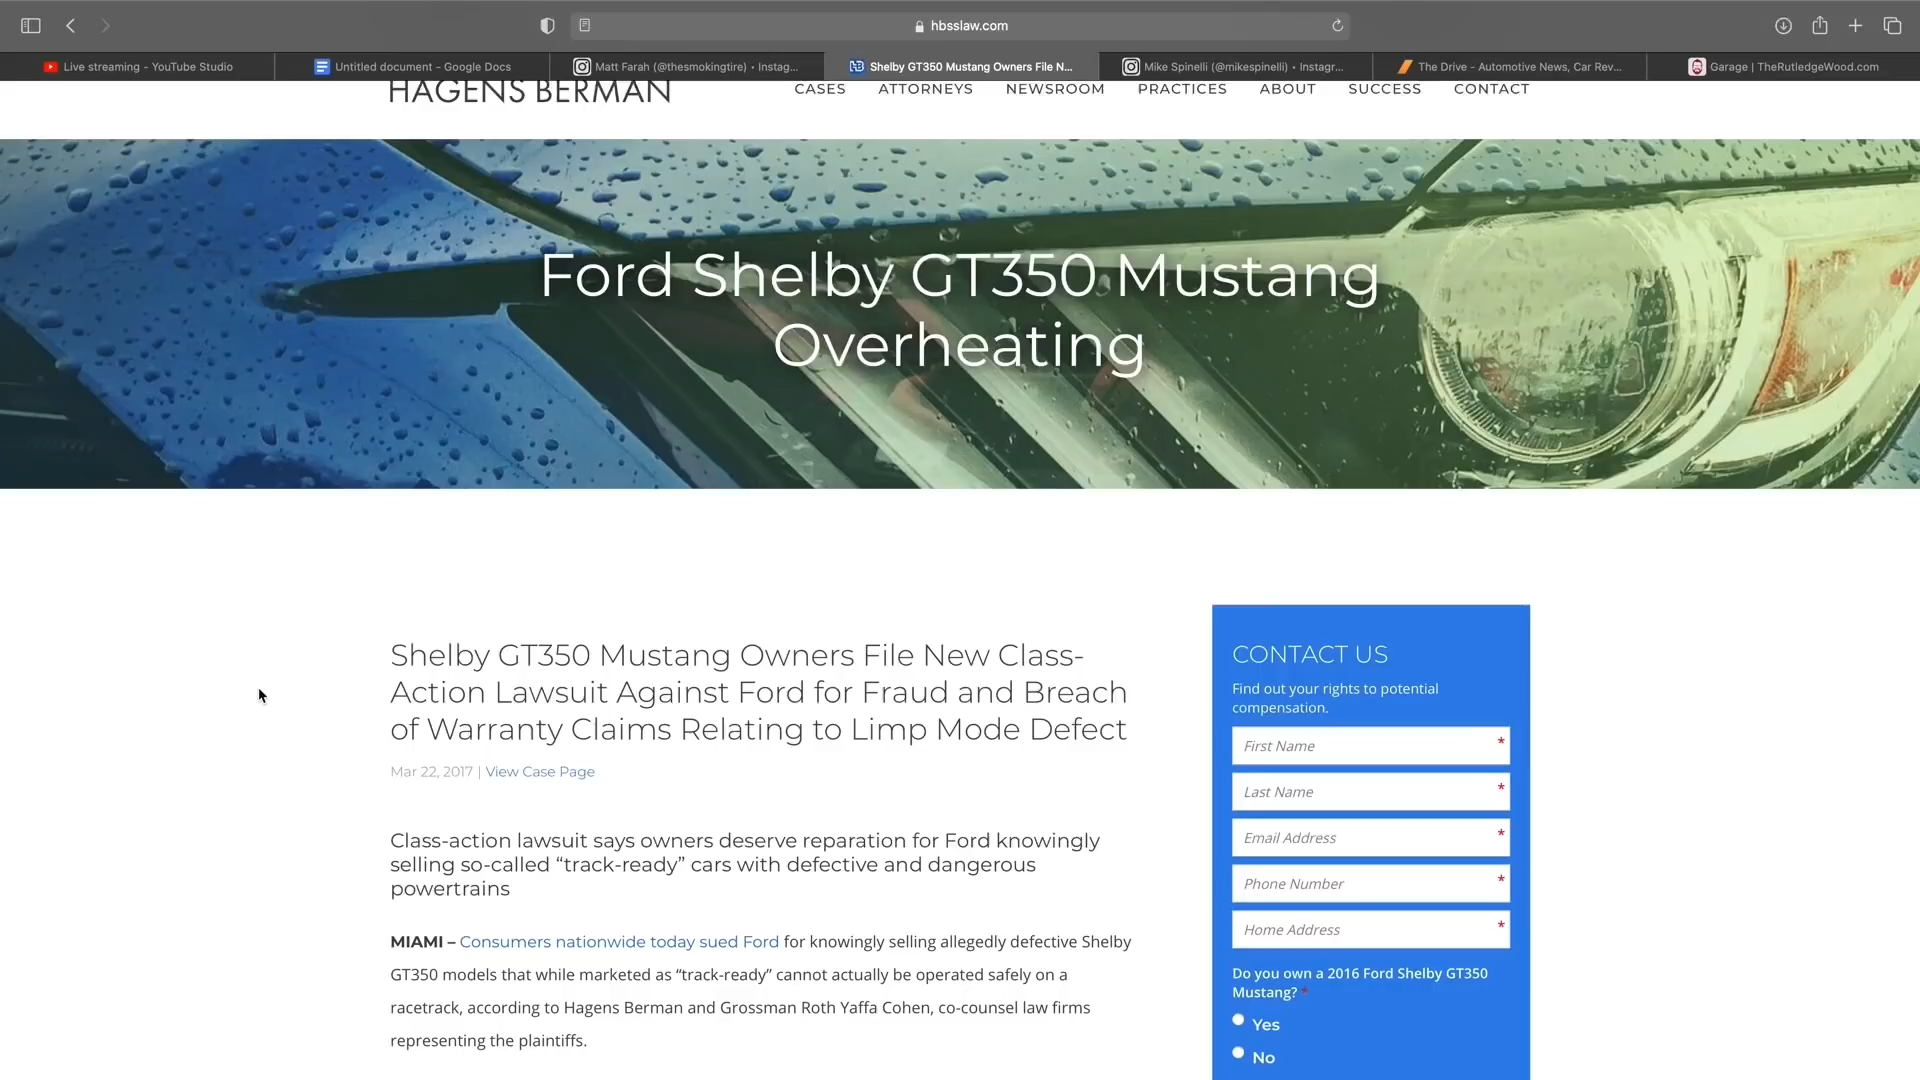 hbsslaw.com
Live streaming - YouTube Studio
Untitled document - Google Docs
Matt Farah (@thesmokingtire) • Instag...
Shelby GT350 Mustang Owners File N...
Mike Spinelli (@mikespinelli) • Instagr...
The Drive - Automotive News, Car Rev...
Garage | TheRutledgeWood.com
HAGENS BERMAN
CASES
ATTORNEYS
NEWSROOM
PRACTICES
ABOUT
SUCCESS
CONTACT
Ford Shelby GT350 Mustang
Overheating
Shelby GT350 Mustang Owners File New Class-
Action Lawsuit Against Ford for Fraud and Breach
of Warranty Claims Relating to Limp Mode Defect
Mar 22, 2017 | View Case Page
Class-action lawsuit says owners deserve reparation for Ford knowingly
selling so-called “track-ready” cars with defective and dangerous
powertrains
MIAMI – Consumers nationwide today sued Ford for knowingly selling allegedly defective Shelby
GT350 models that while marketed as “track-ready” cannot actually be operated safely on a
racetrack, according to Hagens Berman and Grossman Roth Yaffa Cohen, co-counsel law firms
representing the plaintiffs.
CONTACT US
Find out your rights to potential
compensation.
First Name *
Last Name *
Email Address *
Phone Number *
Home Address *
Do you own a 2016 Ford Shelby GT350
Mustang? *
Yes
No